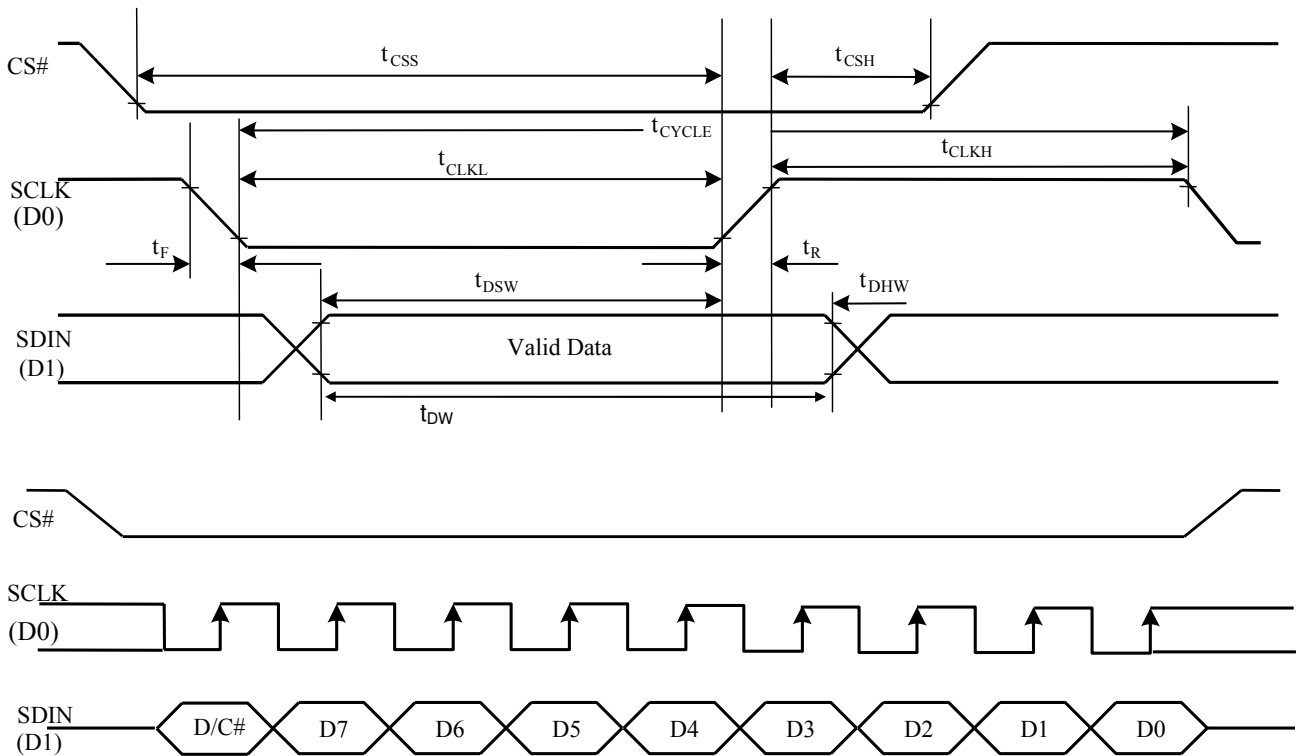 CS#
tCSS
tCSH
tCYCLE
tCLKL
tCLKH
SCLK
(D0)
tF
tR
tDSW
tDHW
SDIN
(D1)
Valid Data
tDW
CS#
SCLK
(D0)
SDIN
(D1)
D/C# D7 D6 D5 D4 D3 D2 D1 D0